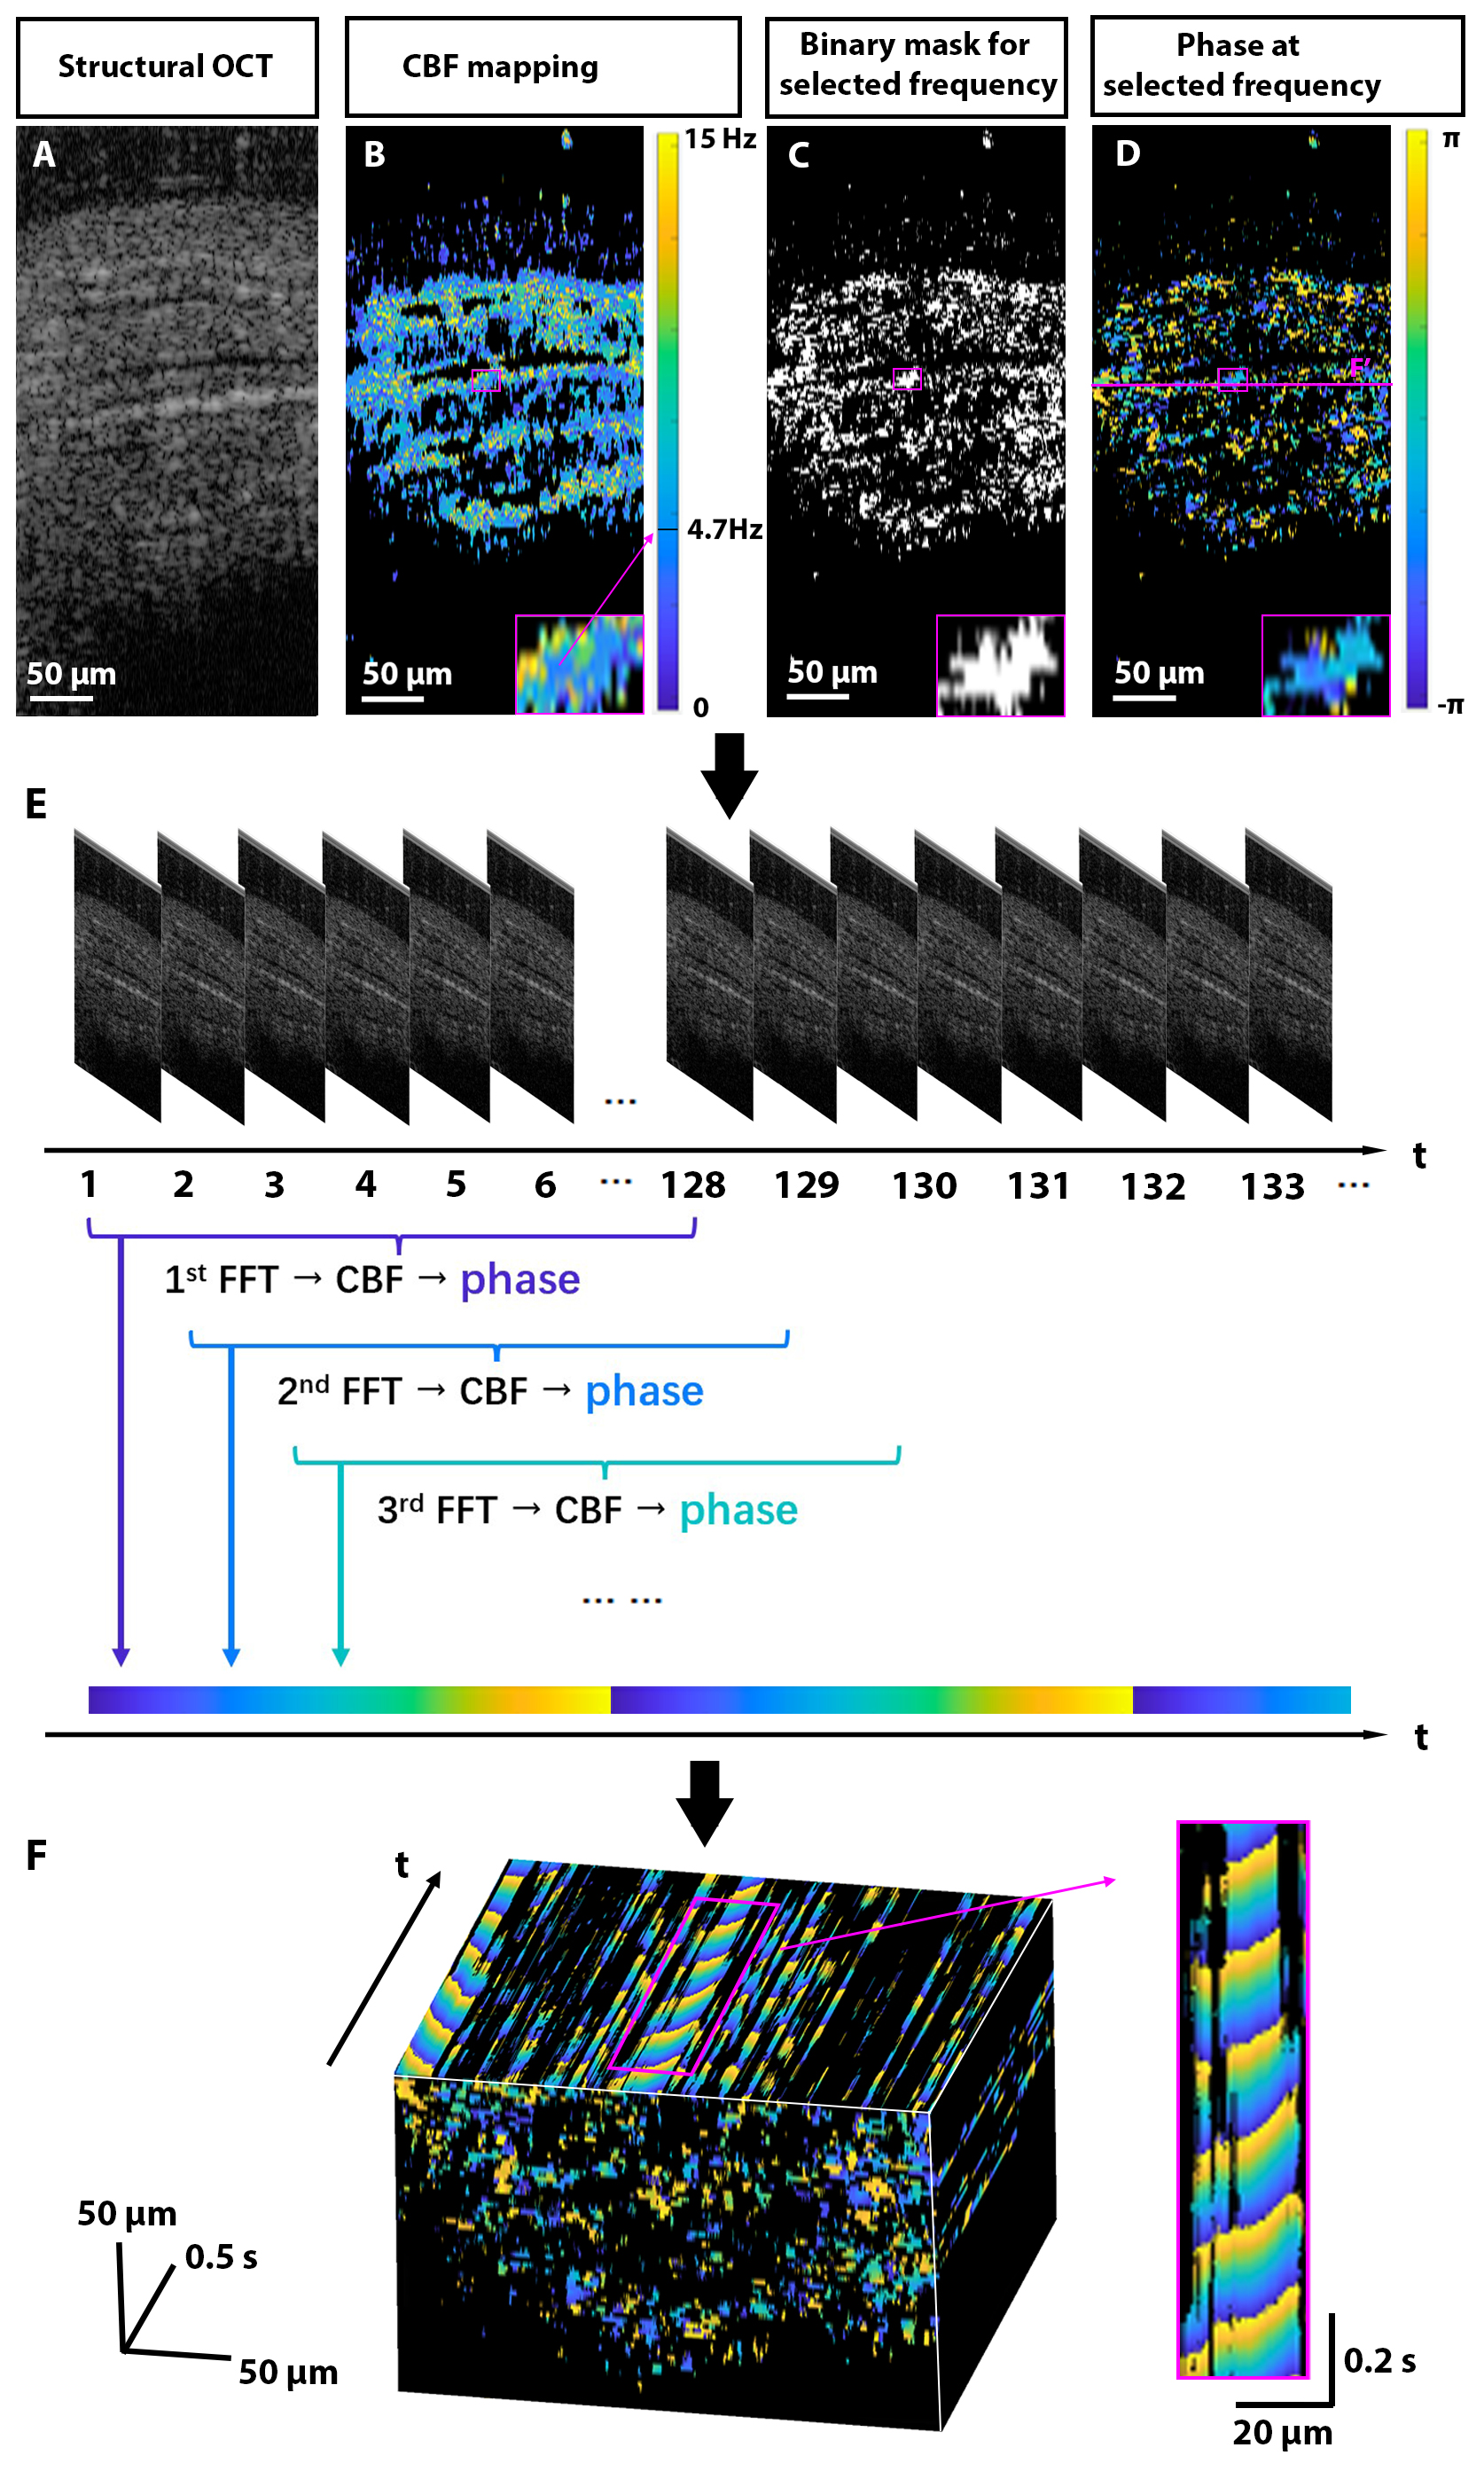 Structural OCT
CBF mapping
Binary mask for
selected frequency
Phase at
selected frequency
A
B
C
D
15 Hz
4.7Hz
0
π
-π
F'
50 μm
50 μm
50 μm
50 μm
E
...
t
1 2 3 4 5 6 ... 128 129 130 131 132 133 ...
1st FFT → CBF → phase
2nd FFT → CBF → phase
3rd FFT → CBF → phase
... ...
t
F
t
50 μm
0.5 s
50 μm
0.2 s
20 μm